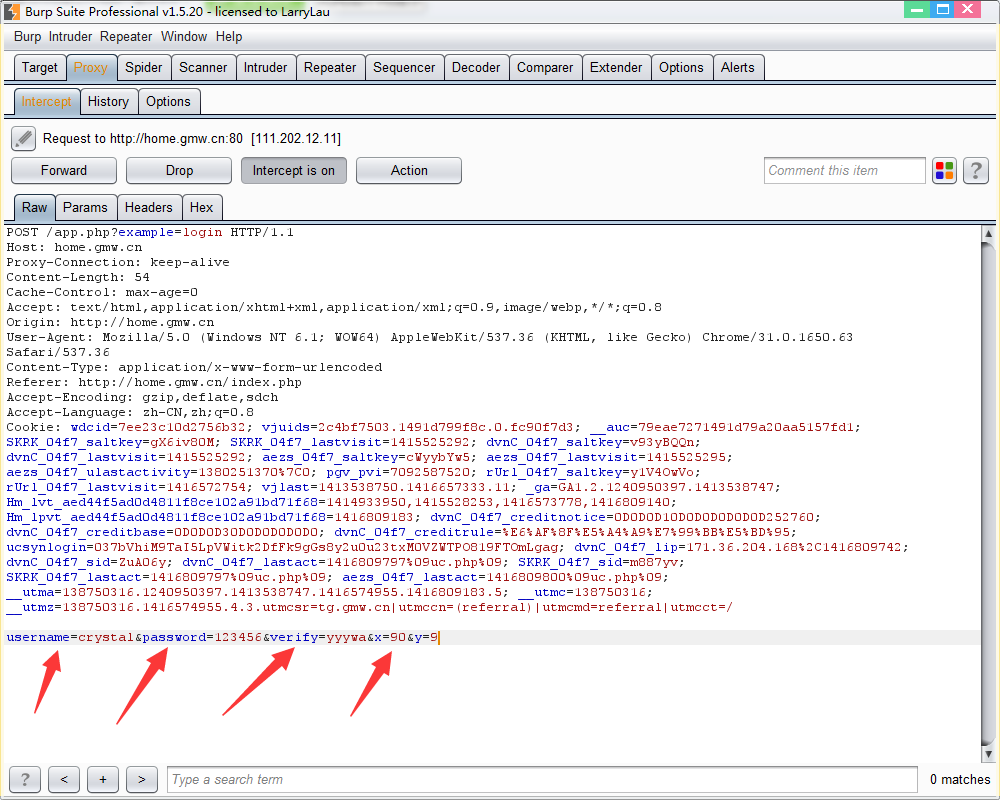 Burp Suite Professional v1.5.20 - licensed to LarryLau
Burp Intruder Repeater Window Help
Target Proxy Spider Scanner Intruder Repeater Sequencer Decoder Comparer Extender Options Alerts
Intercept History Options
Request to http://home.gmw.cn:80 [111.202.12.11]
Forward Drop Intercept is on Action Comment this item ?
Raw Params Headers Hex
POST /app.php?example=login HTTP/1.1
Host: home.gmw.cn
Proxy-Connection: keep-alive
Content-Length: 54
Cache-Control: max-age=0
Accept: text/html,application/xhtml+xml,application/xml;q=0.9,image/webp,*/*;q=0.8
Origin: http://home.gmw.cn
User-Agent: Mozilla/5.0 (Windows NT 6.1; WOW64) AppleWebKit/537.36 (KHTML, like Gecko) Chrome/31.0.1650.63
Safari/537.36
Content-Type: application/x-www-form-urlencoded
Referer: http://home.gmw.cn/index.php
Accept-Encoding: gzip,deflate,sdch
Accept-Language: zh-CN,zh;q=0.8
Cookie: wdcid=7ee23c10d2756b32; vjuids=2c4bf7503.1491d799f8c.0.fc90f7d3; __auc=79eae7271491d79a20aa5157fd1;
SKRK_04f7_saltkey=gX6iv80M; SKRK_04f7_lastvisit=1415525292; dvnC_04f7_saltkey=v93yBQQn;
dvnC_04f7_lastvisit=1415525292; aezs_04f7_saltkey=cWyybYw5; aezs_04f7_lastvisit=1415525295;
aezs_04f7_ulastactivity=1380251370%7C0; pgv_pvi=7092587520; rUrl_04f7_saltkey=y1V4OwVo;
rUrl_04f7_lastvisit=1416572754; vjlast=1413538750.1416657333.11; _ga=GA1.2.1240950397.1413538747;
Hm_lvt_aed44f5ad0d4811f8ce102a91bd71f68=1414933950,1415528253,1416573778,1416809140;
Hm_lpvt_aed44f5ad0d4811f8ce102a91bd71f68=1416809183; dvnC_04f7_creditnotice=0D0D0D10D0D0D0D0D0D252760;
dvnC_04f7_creditbase=0D0D0D30D0D0D0D0D0D0; dvnC_04f7_creditrule=%E6%AF%8F%E5%A4%A9%E7%99%BB%E5%BD%95;
ucsynlogin=037bVhiM9TaI5LpVWitk2DfFk9gGs8y2u0u23txMOVZWTPO819FTOmLgag; dvnC_04f7_lip=171.36.204.168%2C1416809742;
dvnC_04f7_sid=ZuAO6y; dvnC_04f7_lastact=1416809797%09uc.php%09; SKRK_04f7_sid=m887yv;
SKRK_04f7_lastact=1416809797%09uc.php%09; aezs_04f7_lastact=1416809800%09uc.php%09;
__utma=138750316.1240950397.1413538747.1416574955.1416809183.5; __utmc=138750316;
__utmz=138750316.1416574955.4.3.utmcsr=tg.gmw.cn|utmccn=(referral)|utmcmd=referral|utmcct=/
username=crystal&password=123456&verify=yyywa&x=90&y=9
? < + > Type a search term 0 matches